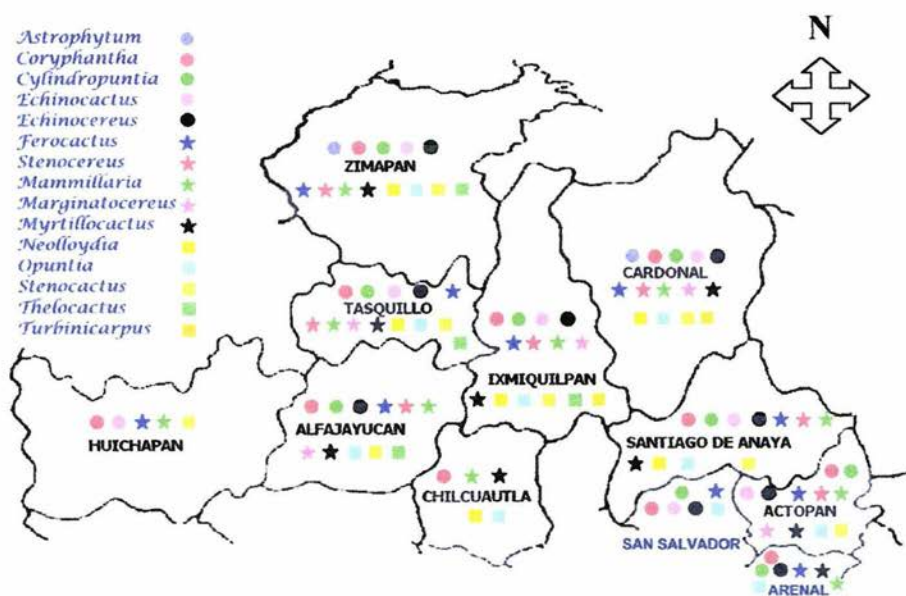 N
Astrophytum
Coryphantha
Cylindropuntia
Echinocactus
Echinocereus
Ferocactus
Stenocereus
Mammillaria
Marginatocereus
Myrtillocactus
Neolloydia
Opuntia
Stenocactus
Thelocactus
Turbinicarpus
ZIMAPAN
CARDONAL
TASQUILLO
IXMIQUILPAN
HUICHAPAN
ALFAJAYUCAN
SANTIAGO DE ANAYA
CHILCUAUTLA
ACTOPAN
SAN SALVADOR
ARENAL